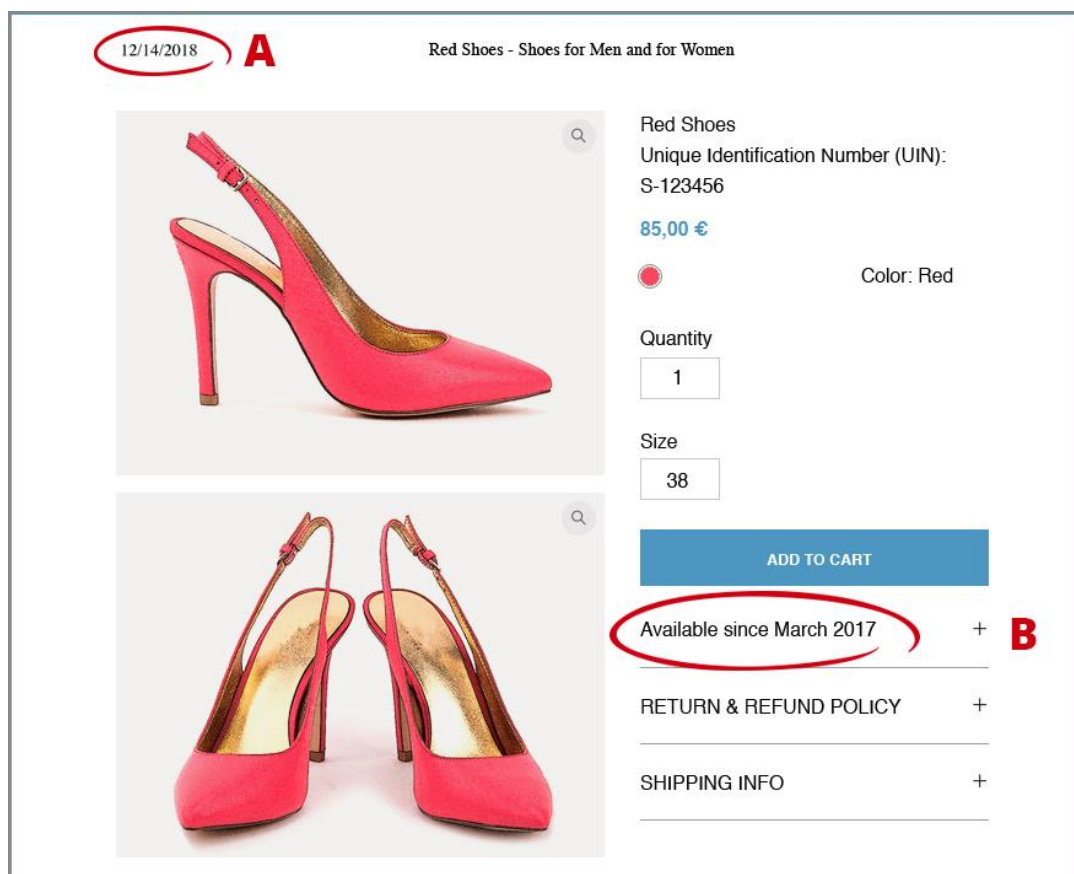 12/14/2018
A
Red Shoes - Shoes for Men and for Women
Red Shoes
Unique Identification Number (UIN):
S-123456
85,00 €
Color: Red
Quantity
1
Size
38
ADD TO CART
Available since March 2017 +
B
RETURN & REFUND POLICY +
SHIPPING INFO +